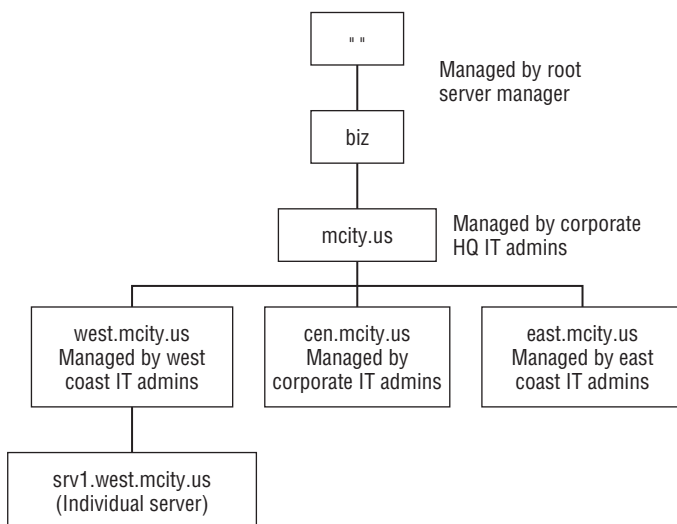 " "
Managed by root
server manager
biz
mcity.us
Managed by corporate
HQ IT admins
west.mcity.us
Managed by west
coast IT admins
cen.mcity.us
Managed by
corporate IT admins
east.mcity.us
Managed by east
coast IT admins
srv1.west.mcity.us
(Individual server)